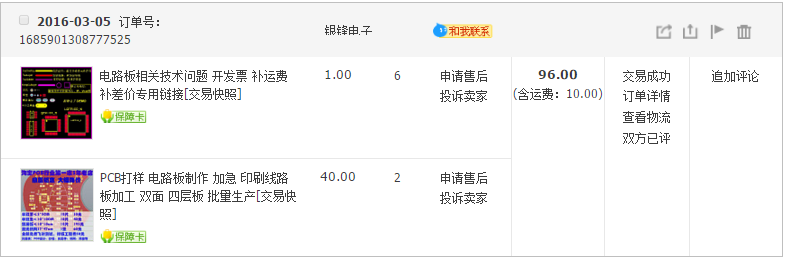 2016-03-05 订单号:
1685901308777525
银锋电子
和我联系
电路板相关技术问题 开发票 补运费
补差价专用链接[交易快照]
保障卡
1.00
6
申请售后
投诉卖家
96.00
(含运费: 10.00)
交易成功
订单详情
查看物流
双方已评
追加评论
PCB打样 电路板制作 加急 印刷线路
板加工 双面 四层板 批量生产[交易快
照]
保障卡
40.00
2
申请售后
投诉卖家